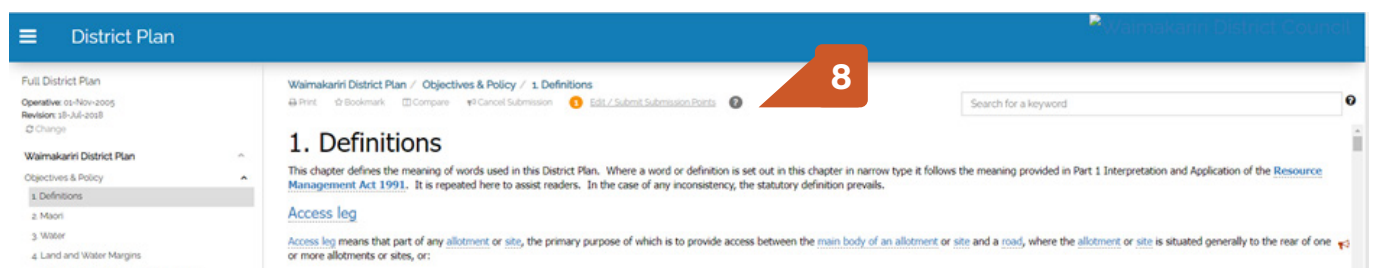 District Plan
Waimakariri District Council
8
Full District Plan
Operative: 01-Nov-2005
Revision: 18-Jul-2018
Change
Waimakariri District Plan
Objectives & Policy
1. Definitions
2. Maori
3. Water
4. Land and Water Margins
Waimakariri District Plan / Objectives & Policy / 1. Definitions
Print Bookmark Compare Cancel Submission 1 Edit / Submit Submission Points ?
Search for a keyword ?
1. Definitions
This chapter defines the meaning of words used in this District Plan. Where a word or definition is set out in this chapter in narrow type it follows the meaning provided in Part 1 Interpretation and Application of the Resource
Management Act 1991. It is repeated here to assist readers. In the case of any inconsistency, the statutory definition prevails.
Access leg
Access leg means that part of any allotment or site, the primary purpose of which is to provide access between the main body of an allotment or site and a road, where the allotment or site is situated generally to the rear of one
or more allotments or sites, or: